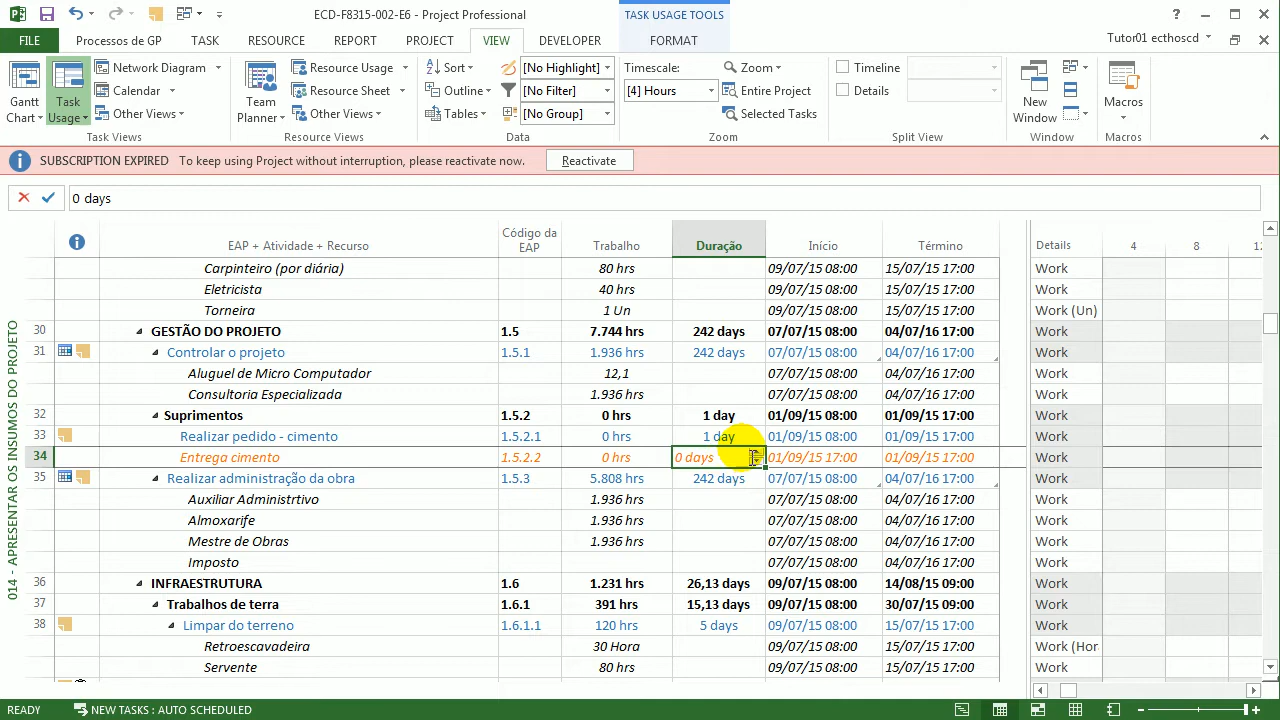 ECD-F8315-002-E6 - Project Professional
TASK USAGE TOOLS
FILE Processos de GP TASK RESOURCE REPORT PROJECT VIEW DEVELOPER FORMAT Tutor01 ecthoscd
Gantt Chart Task Usage
Network Diagram
Calendar
Other Views
Task Views
Team Planner
Resource Usage
Resource Sheet
Other Views
Resource Views
Sort
Outline
Tables
[No Highlight]
[No Filter]
[No Group]
Data
Timescale:
[4] Hours
Zoom
Entire Project
Selected Tasks
Zoom
Timeline
Details
Split View
New Window
Window
Macros
Macros
SUBSCRIPTION EXPIRED To keep using Project without interruption, please reactivate now. Reactivate
0 days
EAP + Atividade + Recurso Código da EAP Trabalho Duração Início Término Details 4 8 12
Carpinteiro (por diária) 80 hrs 09/07/15 08:00 15/07/15 17:00 Work
Eletricista 40 hrs 09/07/15 08:00 15/07/15 17:00 Work
Torneira 1 Un 09/07/15 08:00 15/07/15 17:00 Work (Un)
30 GESTÃO DO PROJETO 1.5 7.744 hrs 242 days 07/07/15 08:00 04/07/16 17:00 Work
31 Controlar o projeto 1.5.1 1.936 hrs 242 days 07/07/15 08:00 04/07/16 17:00 Work
Aluguel de Micro Computador 12,1 07/07/15 08:00 04/07/16 17:00 Work
Consultoria Especializada 1.936 hrs 07/07/15 08:00 04/07/16 17:00 Work
32 Suprimentos 1.5.2 0 hrs 1 day 01/09/15 08:00 01/09/15 17:00 Work
33 Realizar pedido - cimento 1.5.2.1 0 hrs 1 day 01/09/15 08:00 01/09/15 17:00 Work
34 Entrega cimento 1.5.2.2 0 hrs 0 days 01/09/15 17:00 01/09/15 17:00 Work
35 Realizar administração da obra 1.5.3 5.808 hrs 242 days 07/07/15 08:00 04/07/16 17:00 Work
Auxiliar Administrtivo 1.936 hrs 07/07/15 08:00 04/07/16 17:00 Work
Almoxarife 1.936 hrs 07/07/15 08:00 04/07/16 17:00 Work
Mestre de Obras 1.936 hrs 07/07/15 08:00 04/07/16 17:00 Work
Imposto 07/07/15 08:00 04/07/16 17:00 Work
36 INFRAESTRUTURA 1.6 1.231 hrs 26,13 days 09/07/15 08:00 14/08/15 09:00 Work
37 Trabalhos de terra 1.6.1 391 hrs 15,13 days 09/07/15 08:00 30/07/15 09:00 Work
38 Limpar do terreno 1.6.1.1 120 hrs 5 days 09/07/15 08:00 15/07/15 17:00 Work
Retroescavadeira 30 Hora 09/07/15 08:00 15/07/15 17:00 Work (Hor
Servente 80 hrs 09/07/15 08:00 15/07/15 17:00 Work
014 - APRESENTAR OS INSUMOS DO PROJETO
READY NEW TASKS : AUTO SCHEDULED